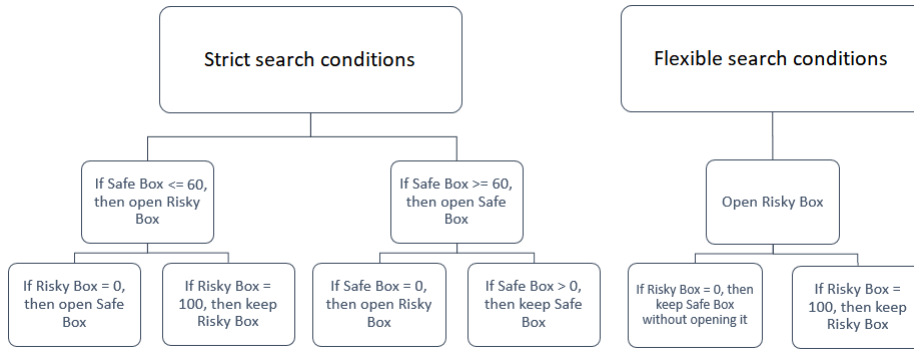 Strict search conditions
Flexible search conditions
If Safe Box <= 60,
then open Risky
Box
If Safe Box >= 60,
then open Safe
Box
Open Risky Box
If Risky Box = 0,
then open Safe
Box
If Risky Box =
100, then keep
Risky Box
If Safe Box = 0,
then open Risky
Box
If Safe Box > 0,
then keep Safe
Box
If Risky Box = 0, then
keep Safe Box
without opening it
If Risky Box =
100, then keep
Risky Box